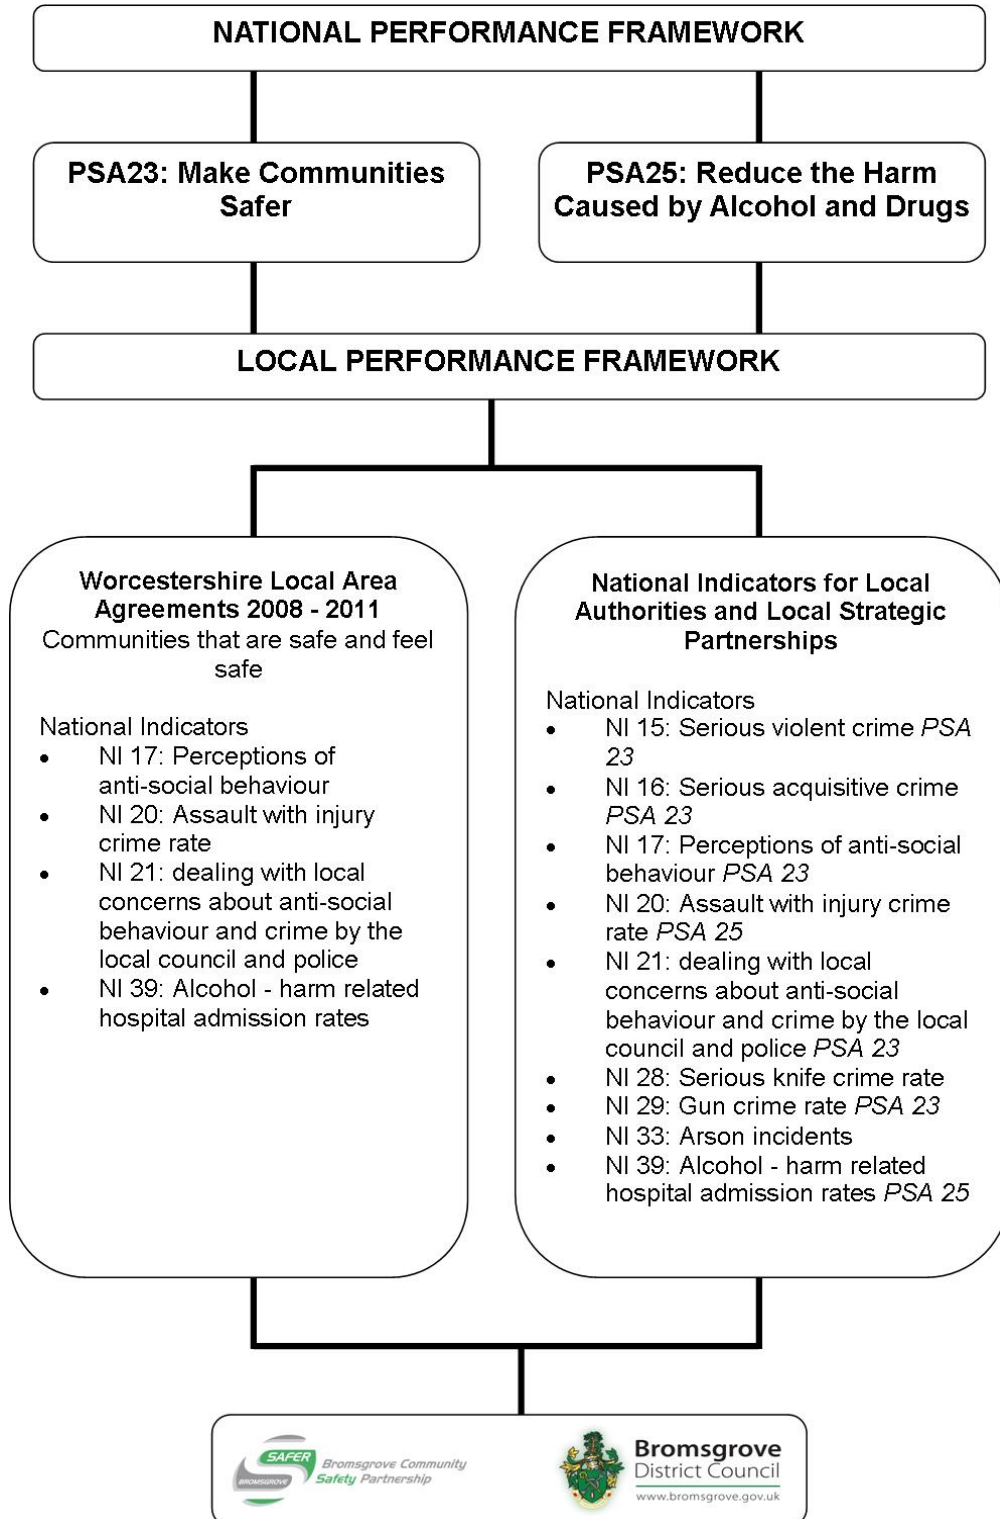 NATIONAL PERFORMANCE FRAMEWORK
PSA23: Make Communities
Safer
PSA25: Reduce the Harm
Caused by Alcohol and Drugs
LOCAL PERFORMANCE FRAMEWORK
Worcestershire Local Area
Agreements 2008 - 2011
Communities that are safe and feel
safe
National Indicators
• NI 17: Perceptions of
anti-social behaviour
• NI 20: Assault with injury
crime rate
• NI 21: dealing with local
concerns about anti-social
behaviour and crime by the
local council and police
• NI 39: Alcohol - harm related
hospital admission rates
National Indicators for Local
Authorities and Local Strategic
Partnerships
National Indicators
• NI 15: Serious violent crime PSA
23
• NI 16: Serious acquisitive crime
PSA 23
• NI 17: Perceptions of anti-social
behaviour PSA 23
• NI 20: Assault with injury crime
rate PSA 25
• NI 21: dealing with local
concerns about anti-social
behaviour and crime by the local
council and police PSA 23
• NI 28: Serious knife crime rate
• NI 29: Gun crime rate PSA 23
• NI 33: Arson incidents
• NI 39: Alcohol - harm related
hospital admission rates PSA 25
SAFER
BROMSGROVE
Bromsgrove Community
Safety Partnership
Bromsgrove
District Council
www.bromsgrove.gov.uk